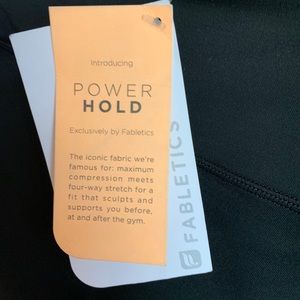 Introducing
POWER
HOLD
Exclusively by Fabletics
The iconic fabric we're
famous for: maximum
compression meets
four-way stretch for a
fit that sculpts and
supports you before,
at and after the gym.
FABLETICS